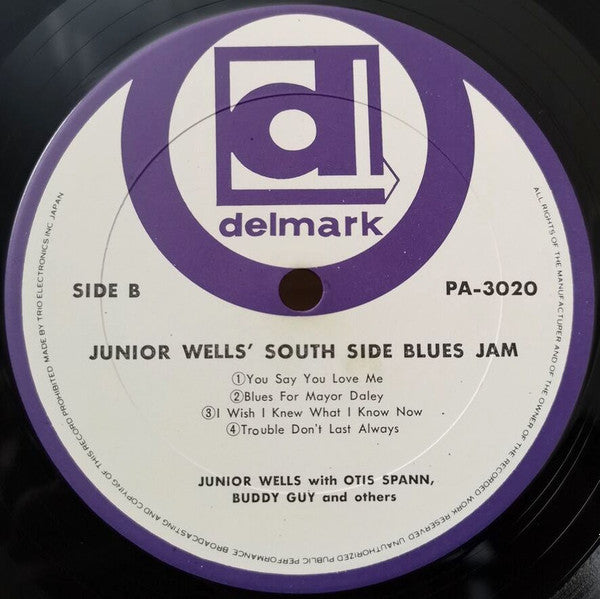 d
delmark
SIDE B
PA-3020
JUNIOR WELLS' SOUTH SIDE BLUES JAM
①You Say You Love Me
②Blues For Mayor Daley
③I Wish I Knew What I Know Now
④Trouble Don't Last Always
JUNIOR WELLS with OTIS SPANN,
BUDDY GUY and others
ALL RIGHTS OF THE MANUFACTURER AND OF THE OWNER OF THE RECORDED WORK RESERVED UNAUTHORIZED PUBLIC PERFORMANCE BROADCASTING AND COPYING OF THIS RECORD PROHIBITED MADE BY TRIO ELECTRONICS INC JAPAN